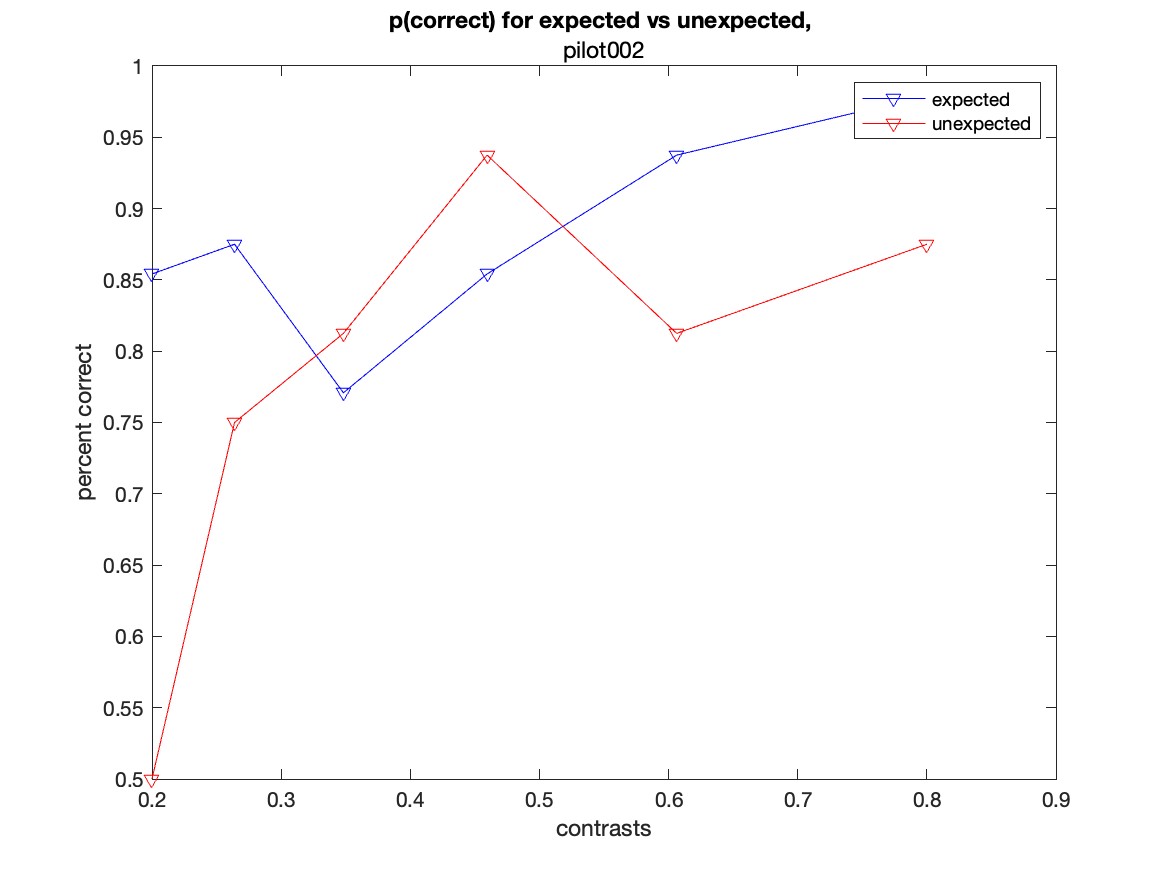 p(correct) for expected vs unexpected,
pilot002
1
0.95
0.9
0.85
0.8
0.75
0.7
0.65
0.6
0.55
0.5
percent correct
expected
unexpected
0.2 0.3 0.4 0.5 0.6 0.7 0.8 0.9
contrasts